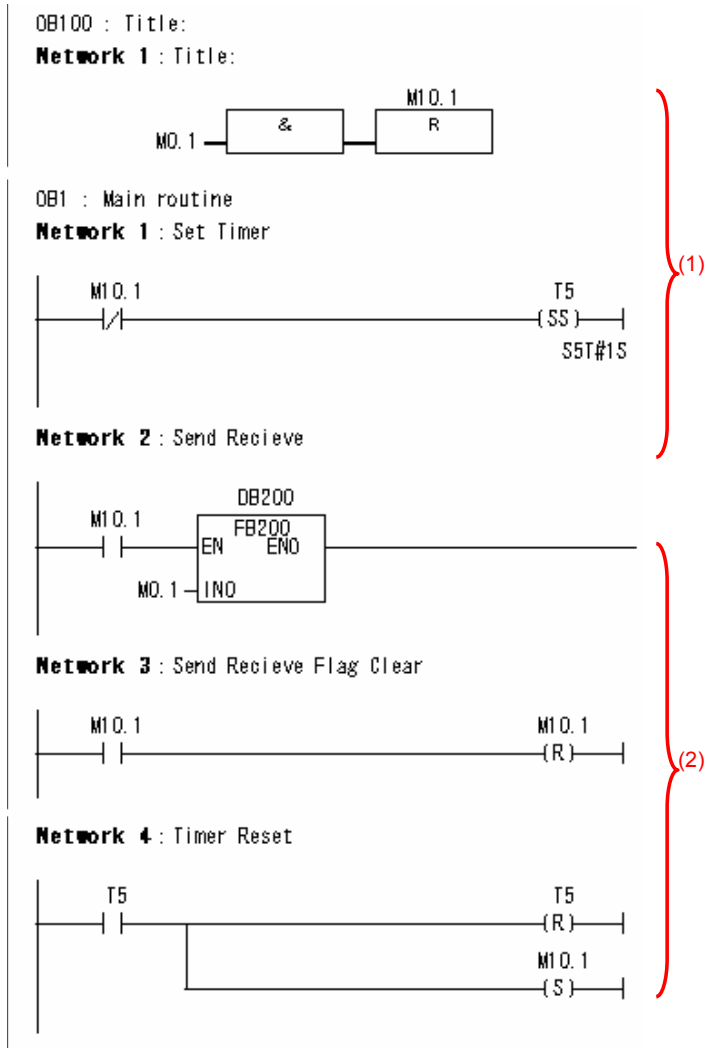 OB100 : Title:
Network 1 : Title:
M10.1
&
R
M0.1
OB1 : Main routine
Network 1 : Set Timer
M10.1
T5
(SS)
S5T#1S
(1)
Network 2 : Send Recieve
DB200
M10.1
FB200
EN ENO
M0.1
IN0
Network 3 : Send Recieve Flag Clear
M10.1
M10.1
(R)
(2)
Network 4 : Timer Reset
T5
T5
(R)
M10.1
(S)